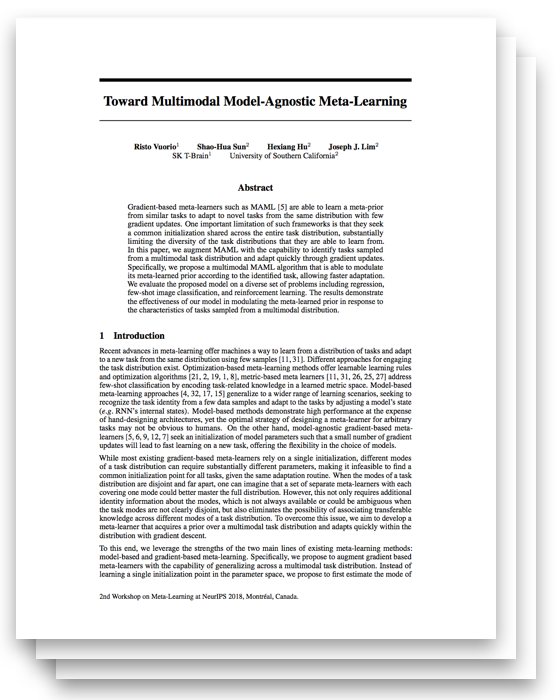 Toward Multimodal Model-Agnostic Meta-Learning
Risto Vuorio¹ Shao-Hua Sun² Hexiang Hu² Joseph J. Lim²
SK T-Brain¹ University of Southern California²
Abstract
Gradient-based meta-learners such as MAML [5] are able to learn a meta-prior
from similar tasks to adapt to novel tasks from the same distribution with few
gradient updates. One important limitation of such frameworks is that they seek
a common initialization shared across the entire task distribution, substantially
limiting the diversity of the task distributions that they are able to learn from.
In this paper, we augment MAML with the capability to identify tasks sampled
from a multimodal task distribution and adapt quickly through gradient updates.
Specifically, we propose a multimodal MAML algorithm that is able to modulate
its meta-learned prior according to the identified task, allowing faster adaptation.
We evaluate the proposed model on a diverse set of problems including regression,
few-shot image classification, and reinforcement learning. The results demonstrate
the effectiveness of our model in modulating the meta-learned prior in response to
the characteristics of tasks sampled from a multimodal distribution.
1 Introduction
Recent advances in meta-learning offer machines a way to learn from a distribution of tasks and adapt
to a new task from the same distribution using few samples [11, 31]. Different approaches for engaging
the task distribution exist. Optimization-based meta-learning methods offer learnable learning rules
and optimization algorithms [21, 2, 19, 1, 8], metric-based meta learners [11, 31, 26, 25, 27] address
few-shot classification by encoding task-related knowledge in a learned metric space. Model-based
meta-learning approaches [4, 32, 17, 15] generalize to a wider range of learning scenarios, seeking to
recognize the task identity from a few data samples and adapt to the tasks by adjusting a model's state
(e.g. RNN's internal states). Model-based methods demonstrate high performance at the expense
of hand-designing architectures, yet the optimal strategy of designing a meta-learner for arbitrary
tasks may not be obvious to humans. On the other hand, model-agnostic gradient-based meta-
learners [5, 6, 9, 12, 7] seek an initialization of model parameters such that a small number of gradient
updates will lead to fast learning on a new task, offering the flexibility in the choice of models.
While most existing gradient-based meta-learners rely on a single initialization, different modes
of a task distribution can require substantially different parameters, making it infeasible to find a
common initialization point for all tasks, given the same adaptation routine. When the modes of a task
distribution are disjoint and far apart, one can imagine that a set of separate meta-learners with each
covering one mode could better master the full distribution. However, this not only requires additional
identity information about the modes, which is not always available or could be ambiguous when
the task modes are not clearly disjoint, but also eliminates the possibility of associating transferable
knowledge across different modes of a task distribution. To overcome this issue, we aim to develop a
meta-learner that acquires a prior over a multimodal task distribution and adapts quickly within the
distribution with gradient descent.
To this end, we leverage the strengths of the two main lines of existing meta-learning methods:
model-based and gradient-based meta-learning. Specifically, we propose to augment gradient based
meta-learners with the capability of generalizing across a multimodal task distribution. Instead of
learning a single initialization point in the parameter space, we propose to first estimate the mode of
2nd Workshop on Meta-Learning at NeurIPS 2018, Montréal, Canada.